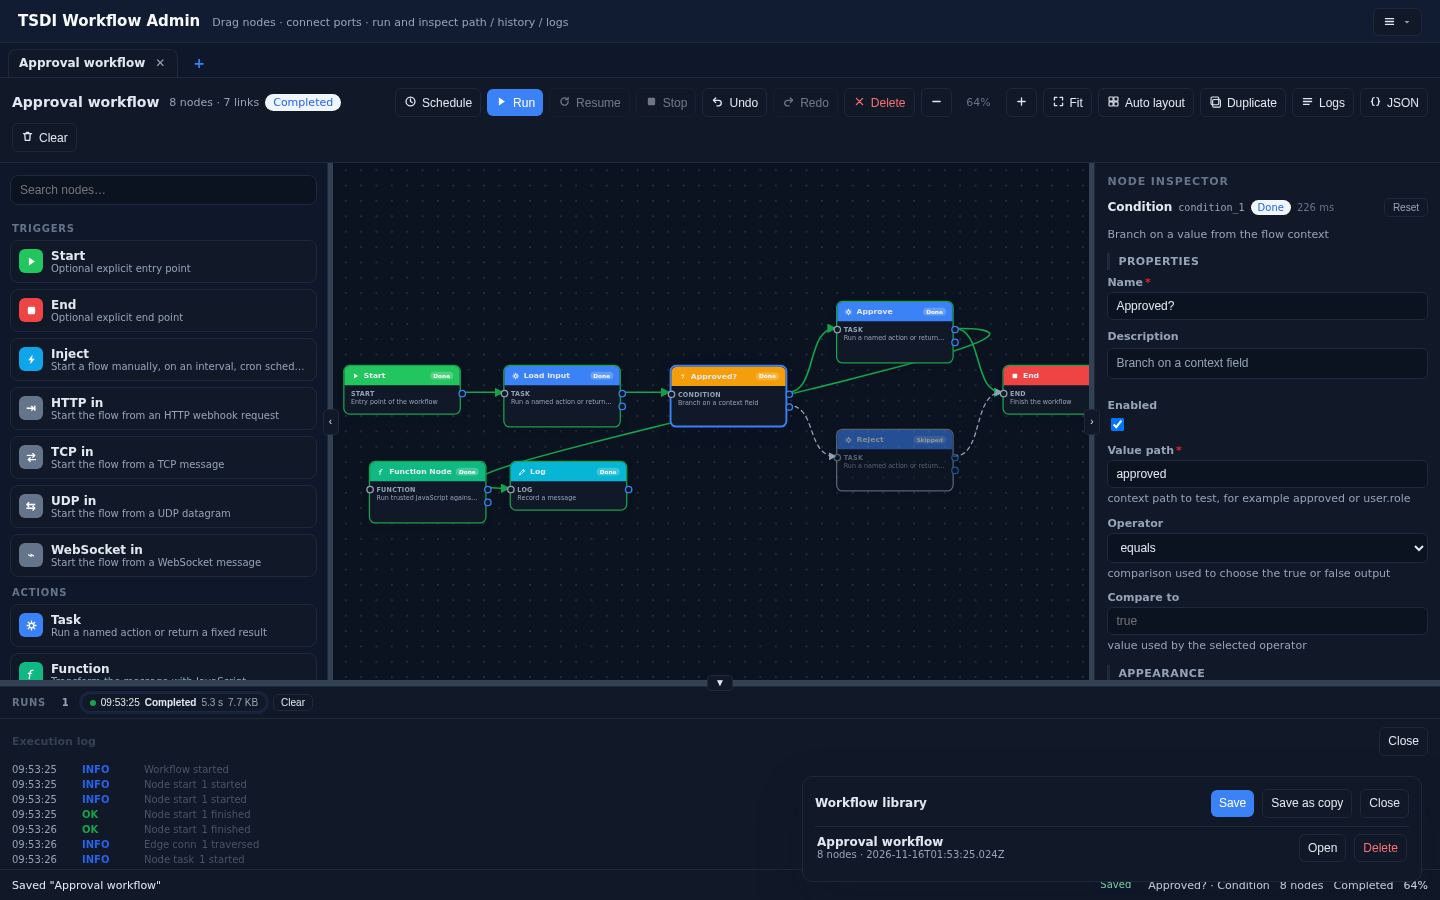 TSDI Workflow Admin
Drag nodes · connect ports · run and inspect path / history / logs
Approval workflow ✕ +
Approval workflow 8 nodes · 7 links Completed
Schedule Run Resume Stop Undo Redo Delete − 64% + Fit Auto layout Duplicate Logs {} JSON
Clear
Search nodes…
TRIGGERS
Start
Optional explicit entry point
End
Optional explicit end point
Inject
Start a flow manually, on an interval, cron sched…
HTTP in
Start the flow from an HTTP webhook request
TCP in
Start the flow from a TCP message
UDP in
Start the flow from a UDP datagram
WebSocket in
Start the flow from a WebSocket message
ACTIONS
Task
Run a named action or return a fixed result
Function
Transform the message with JavaScript
Start Done
START
Entry point of the workflow
Load input Done
TASK
Run a named action or return…
? Approved? Done
CONDITION
Branch on a context field
Approve Done
TASK
Run a named action or return…
End
END
Finish the workflow
Reject Skipped
TASK
Run a named action or return…
ƒ Function Node Done
FUNCTION
Run trusted JavaScript agains…
Log Done
LOG
Record a message
NODE INSPECTOR
Condition condition_1 Done 226 ms Reset
Branch on a value from the flow context
PROPERTIES
Name *
Approved?
Description
Branch on a context field
Enabled
Value path *
approved
context path to test, for example approved or user.role
Operator
equals
comparison used to choose the true or false output
Compare to
true
value used by the selected operator
APPEARANCE
RUNS 1 09:53:25 Completed 5.3 s 7.7 KB Clear
Execution log Close
09:53:25 INFO Workflow started
09:53:25 INFO Node start_1 started
09:53:25 INFO Node start_1 started
09:53:25 OK Node start_1 finished
09:53:26 OK Node start_1 finished
09:53:26 INFO Edge conn_1 traversed
09:53:26 INFO Node task_1 started
Workflow library Save Save as copy Close
Approval workflow
8 nodes · 2026-11-16T01:53:25.024Z
Open Delete
Saved "Approval workflow"
Saved Approved? · Condition 8 nodes Completed 64%